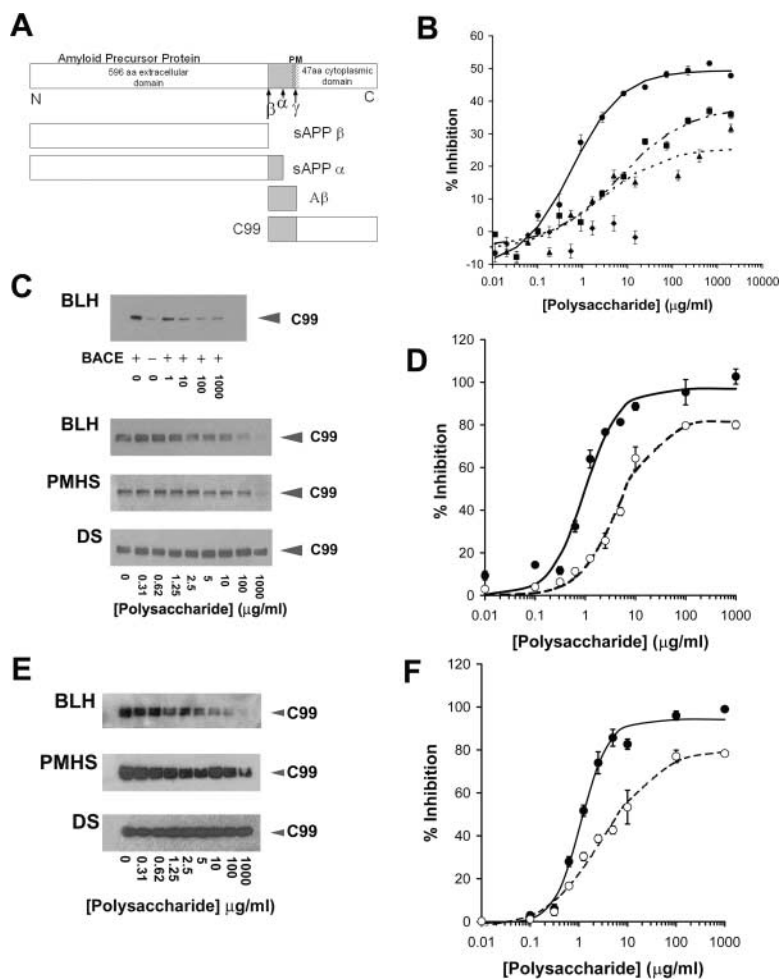 A
Amyloid Precursor Protein
PM
596 aa extracellular
domain
47aa cytoplasmic
domain
N
C
β α γ
sAPP β
sAPP α
Aβ
C99
B
% Inhibition
60
50
40
30
20
10
0
-10
0.01 0.1 1 10 100 1000 10000
[Polysaccharide] (µg/ml)
C
BLH
C99
BACE + − + + + +
0 0 1 10 100 1000
BLH
C99
PMHS
C99
DS
C99
0 0.31 0.62 1.25 2.5 5 10 100 1000
[Polysaccharide] (µg/ml)
D
% Inhibition
120
100
80
60
40
20
0
0.01 0.1 1 10 100 1000
[Polysaccharide] (µg/ml)
E
BLH
C99
PMHS
C99
DS
C99
0 0.31 0.62 1.25 2.5 5 10 100 1000
[Polysaccharide] µg/ml)
F
% Inhibition
120
100
80
60
40
20
0
0.01 0.1 1 10 100 1000
[Polysaccharide] (µg/ml)